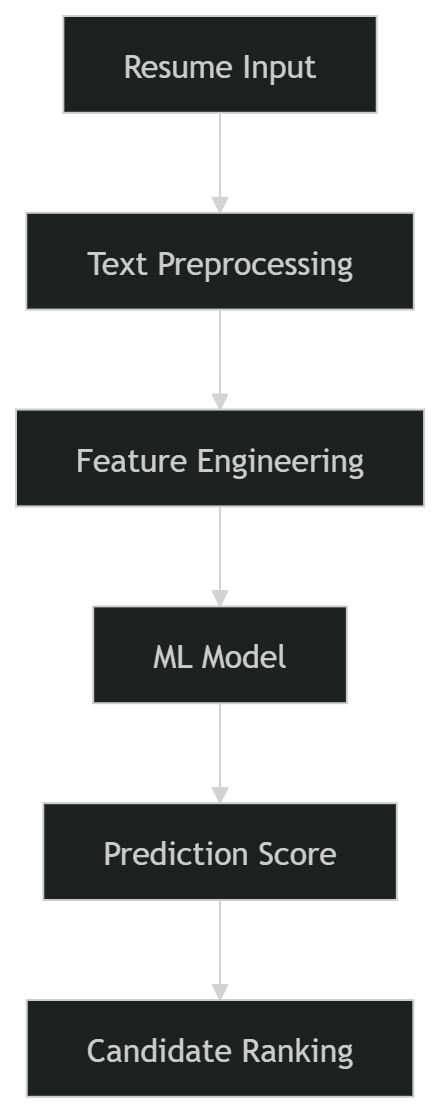 Resume Input
Text Preprocessing
Feature Engineering
ML Model
Prediction Score
Candidate Ranking